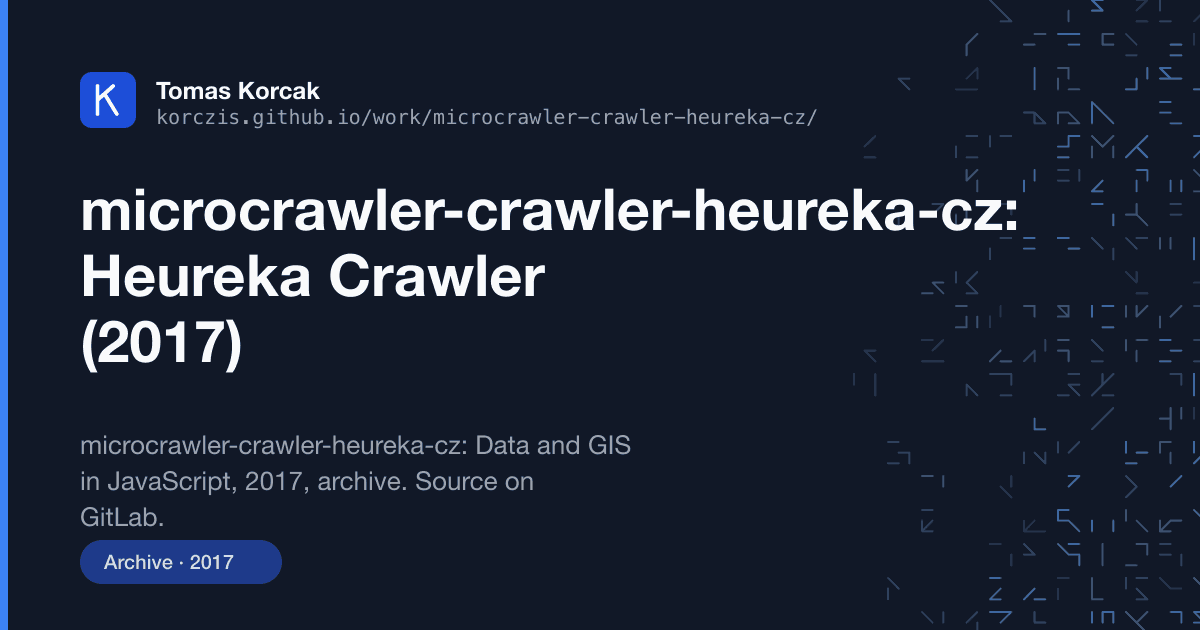 K
Tomas Korcak
korczis.github.io/work/microcrawler-crawler-heureka-cz/
microcrawler-crawler-heureka-cz:
Heureka Crawler
(2017)
microcrawler-crawler-heureka-cz: Data and GIS
in JavaScript, 2017, archive. Source on
GitLab.
Archive · 2017